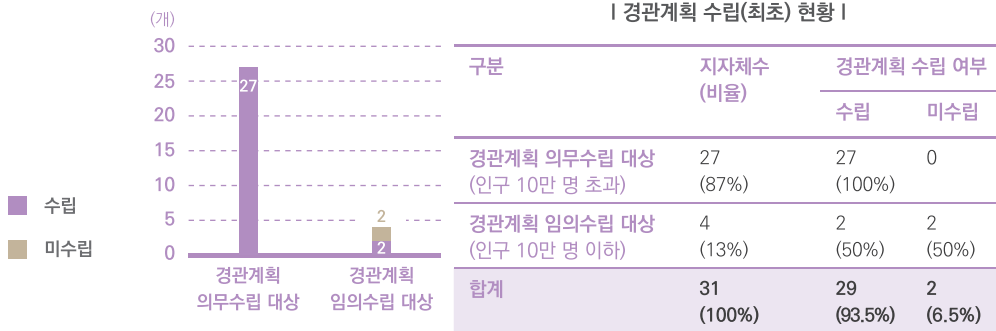 (개)
30
25
20
15
10
5
0
27
2
2
경관계획
의무수립 대상
경관계획
임의수립 대상
수립
미수립
I 경관계획 수립(최초) 현황 I
구분 지자체수 경관계획 수립 여부
(비율)
수립 미수립
경관계획 의무수립 대상 27 27 0
(인구 10만 명 초과) (87%) (100%)
경관계획 임의수립 대상 4 2 2
(인구 10만 명 이하) (13%) (50%) (50%)
합계 31 29 2
(100%) (93.5%) (6.5%)